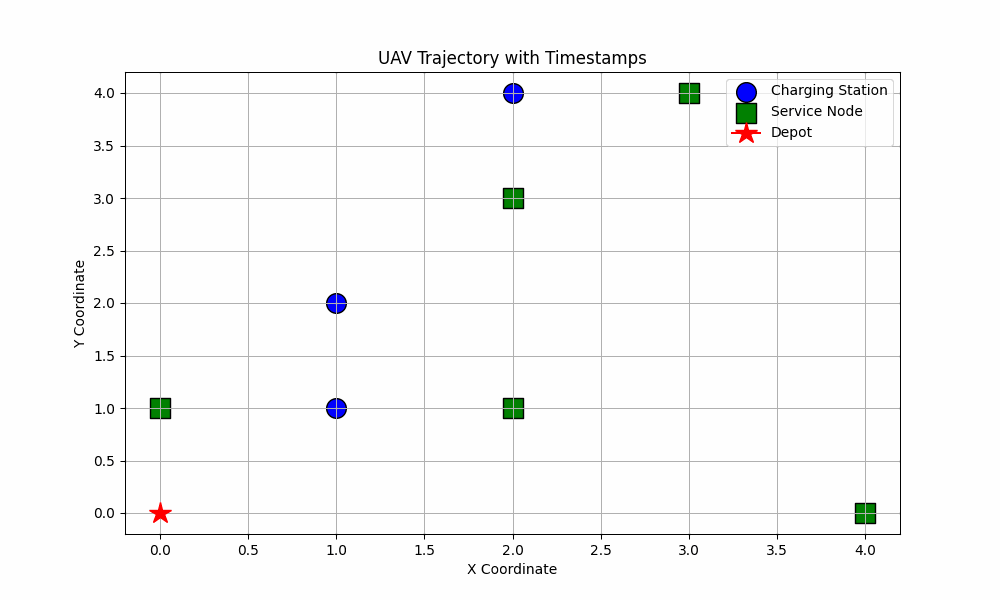 UAV Trajectory with Timestamps
Charging Station
Service Node
Depot
Y Coordinate
4.0
3.5
3.0
2.5
2.0
1.5
1.0
0.5
0.0
0.0 0.5 1.0 1.5 2.0 2.5 3.0 3.5 4.0
X Coordinate